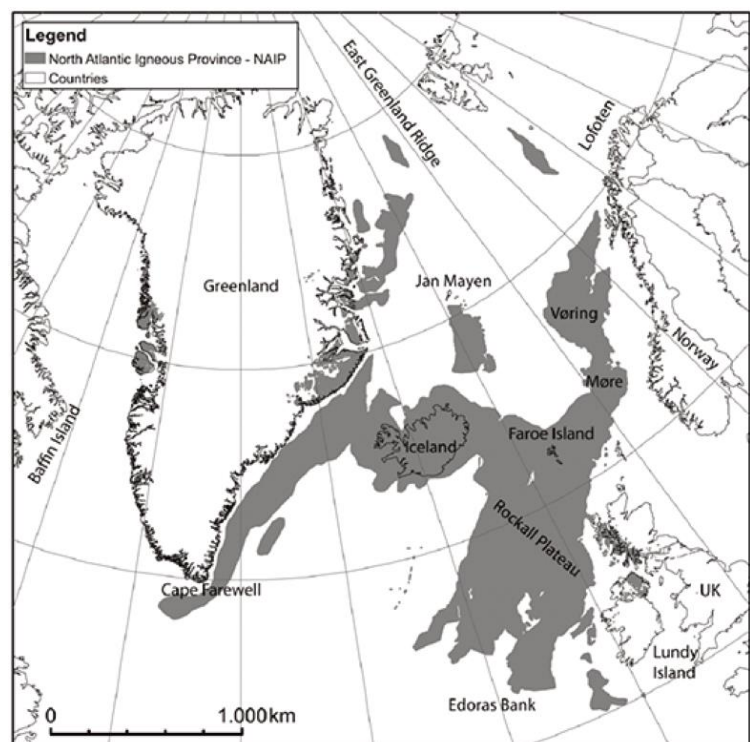 Legend
North Atlantic Igneous Province - NAIP
Countries
East Greenland Ridge
Lofoten
Greenland
Jan Mayen
Vøring
Norway
Møre
Baffin Island
Iceland
Faroe Island
Rockall Plateau
Cape Farewell
UK
Lundy
Island
Edoras Bank
0 1.000km